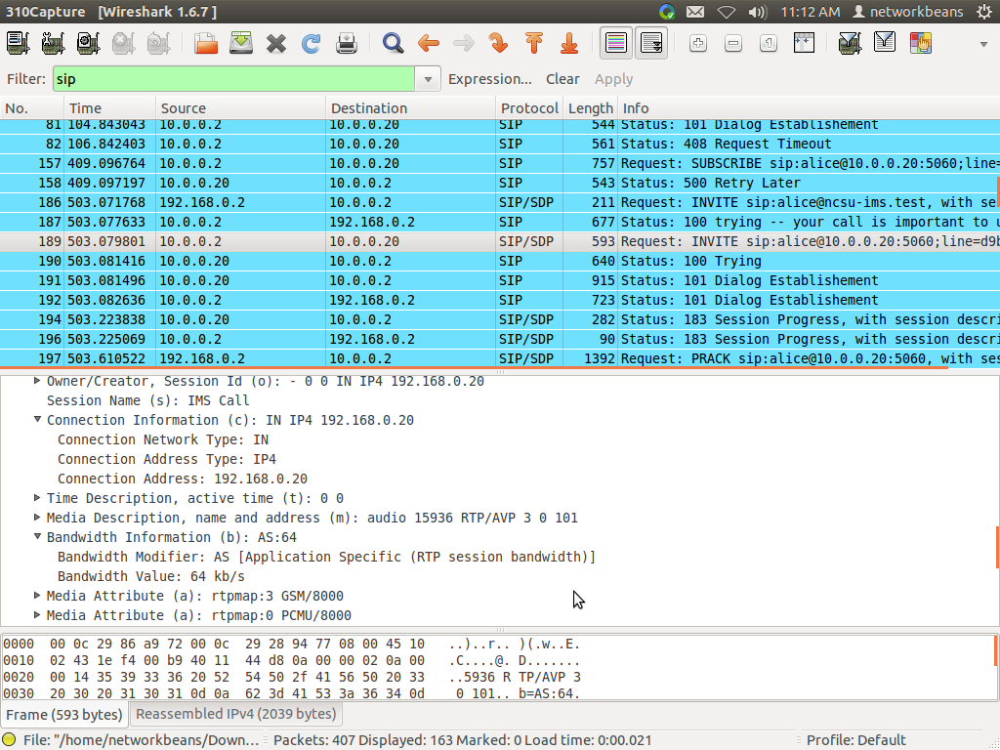 310Capture [Wireshark 1.6.7 ] 11:12 AM networkbeans
Filter: sip Expression... Clear Apply
No. Time Source Destination Protocol Length Info
81 104.843043 10.0.0.2 10.0.0.20 SIP 544 Status: 101 Dialog Establishement
82 106.842403 10.0.0.2 10.0.0.20 SIP 561 Status: 408 Request Timeout
157 409.096764 10.0.0.2 10.0.0.20 SIP 757 Request: SUBSCRIBE sip:alice@10.0.0.20:5060;line=
158 409.097197 10.0.0.20 10.0.0.2 SIP 543 Status: 500 Retry Later
186 503.071768 192.168.0.2 10.0.0.2 SIP/SDP 211 Request: INVITE sip:alice@ncsu-ims.test, with se
187 503.077633 10.0.0.2 192.168.0.2 SIP 677 Status: 100 trying -- your call is important to u
189 503.079801 10.0.0.2 10.0.0.20 SIP/SDP 593 Request: INVITE sip:alice@10.0.0.20:5060;line=d9b
190 503.081416 10.0.0.20 10.0.0.2 SIP 640 Status: 100 Trying
191 503.081496 10.0.0.20 10.0.0.2 SIP 915 Status: 101 Dialog Establishement
192 503.082636 10.0.0.2 192.168.0.2 SIP 723 Status: 101 Dialog Establishement
194 503.223838 10.0.0.20 10.0.0.2 SIP/SDP 282 Status: 183 Session Progress, with session descri
196 503.225069 10.0.0.2 192.168.0.2 SIP/SDP 90 Status: 183 Session Progress, with session descri
197 503.610522 192.168.0.2 10.0.0.2 SIP/SDP 1392 Request: PRACK sip:alice@10.0.0.20:5060, with ses
Owner/Creator, Session Id (o): - 0 0 IN IP4 192.168.0.20
Session Name (s): IMS Call
Connection Information (c): IN IP4 192.168.0.20
Connection Network Type: IN
Connection Address Type: IP4
Connection Address: 192.168.0.20
Time Description, active time (t): 0 0
Media Description, name and address (m): audio 15936 RTP/AVP 3 0 101
Bandwidth Information (b): AS:64
Bandwidth Modifier: AS [Application Specific (RTP session bandwidth)]
Bandwidth Value: 64 kb/s
Media Attribute (a): rtpmap:3 GSM/8000
Media Attribute (a): rtpmap:0 PCMU/8000
0000 00 0c 29 86 a9 72 00 0c 29 28 94 77 08 00 45 10 ..)..r.. )(.w..E.
0010 02 43 1e f4 00 b9 40 11 44 d8 0a 00 00 02 0a 00 .C....@. D.......
0020 00 14 35 39 33 36 20 52 54 50 2f 41 56 50 20 33 ..5936 R TP/AVP 3
0030 20 30 20 31 30 31 0d 0a 62 3d 41 53 3a 36 34 0d 0 101.. b=AS:64.
Frame (593 bytes) Reassembled IPv4 (2039 bytes)
File: "/home/networkbeans/Down... Packets: 407 Displayed: 163 Marked: 0 Load time: 0:00.021 Profile: Default